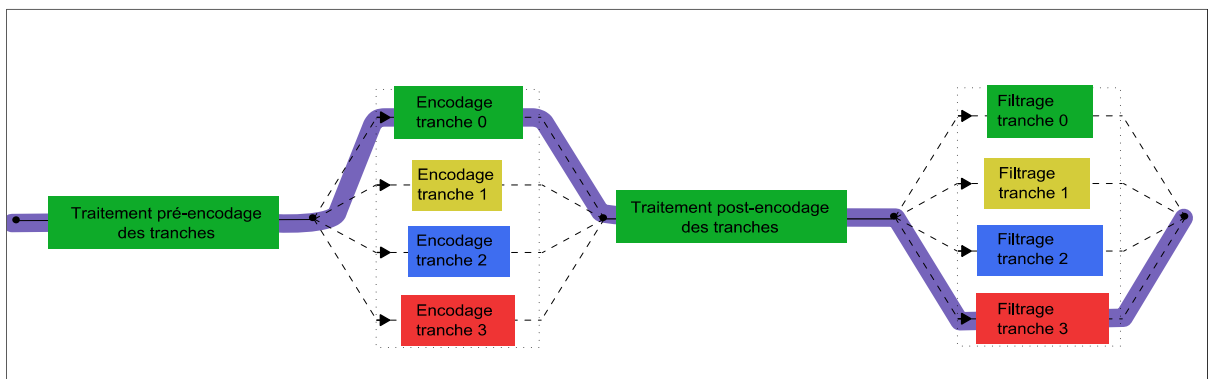 Traitement pré-encodage
des tranches
Encodage
tranche 0
Encodage
tranche 1
Encodage
tranche 2
Encodage
tranche 3
Traitement post-encodage
des tranches
Filtrage
tranche 0
Filtrage
tranche 1
Filtrage
tranche 2
Filtrage
tranche 3